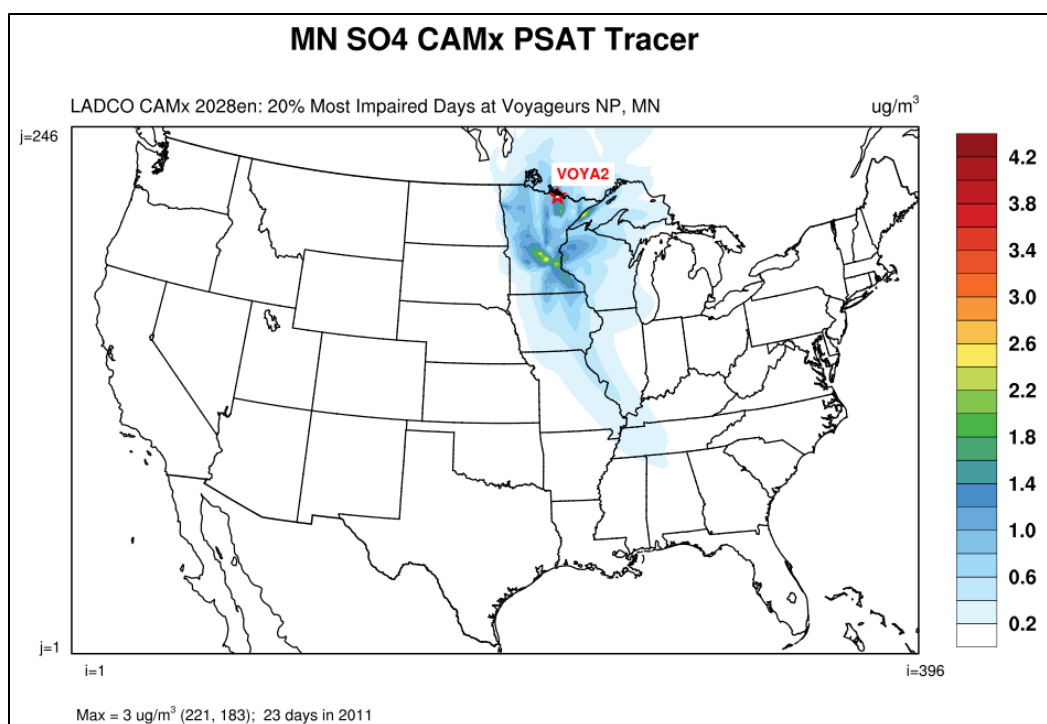 MN SO4 CAMx PSAT Tracer
LADCO CAMx 2028en: 20% Most Impaired Days at Voyageurs NP, MN
ug/m³
j=246
VOYA2
4.2
3.8
3.4
3.0
2.6
2.2
1.8
1.4
1.0
0.6
0.2
j=1
i=1
i=396
Max = 3 ug/m³ (221, 183); 23 days in 2011